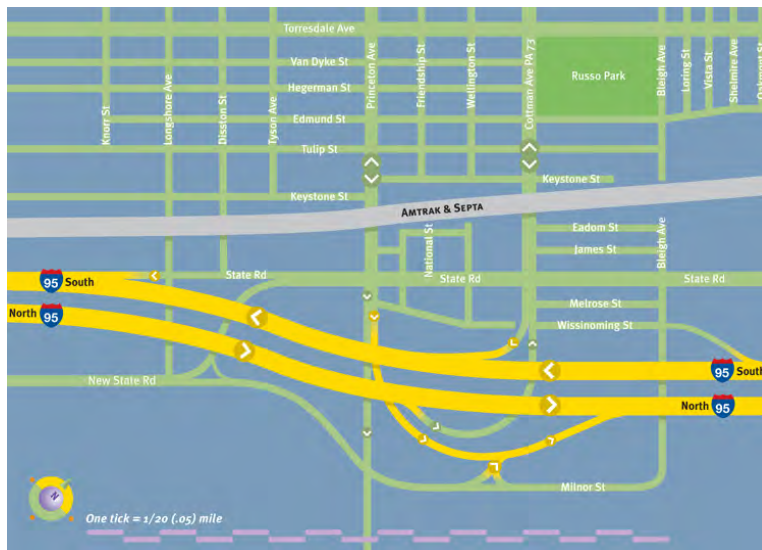 Torresdale Ave
Van Dyke St
Hegerman St
Edmund St
Tulip St
Keystone St
Knorr St
Longshore Ave
Disston St
Tyson Ave
Princeton Ave
Friendship St
Wellington St
Cottman Ave PA 73
Russo Park
Bleigh Ave
Loring St
Vista St
Shelmire Ave
Keystone St
AMTRAK & SEPTA
National St
Eadom St
James St
Bleigh Ave
State Rd
State Rd
State Rd
95 South
North 95
Melrose St
Wissinoming St
95 South
North 95
New State Rd
Milnor St
N
One tick = 1/20 (.05) mile